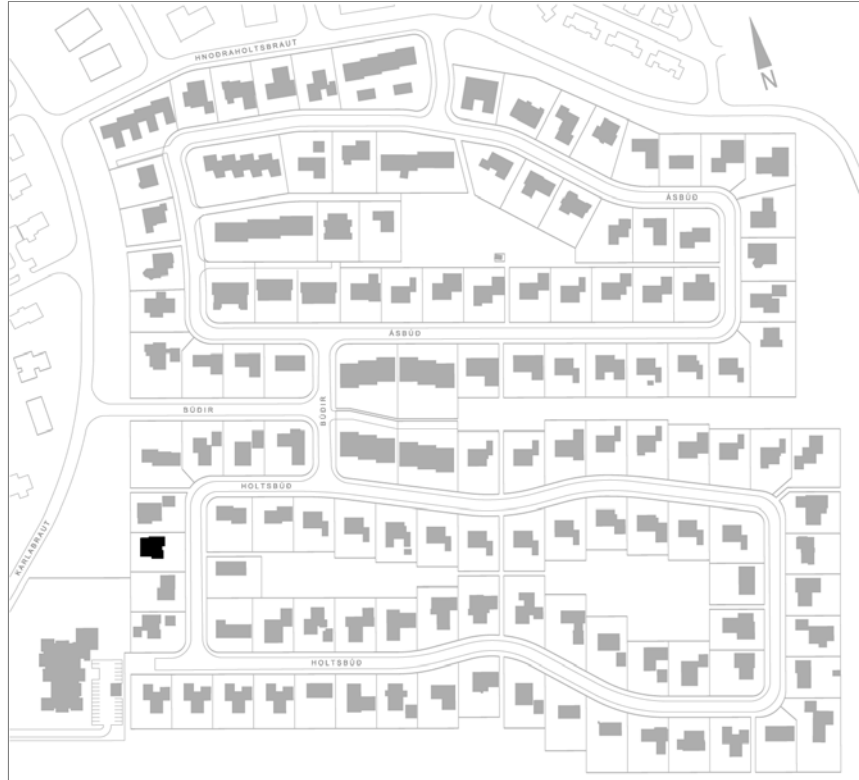 HNODRAHOLTSBRAUT
N
ÁSBÚÐ
ÁSBÚÐ
BÚÐIR
BÚÐIR
HOLTSBÚÐ
KARLABRAUT
HOLTSBÚÐ